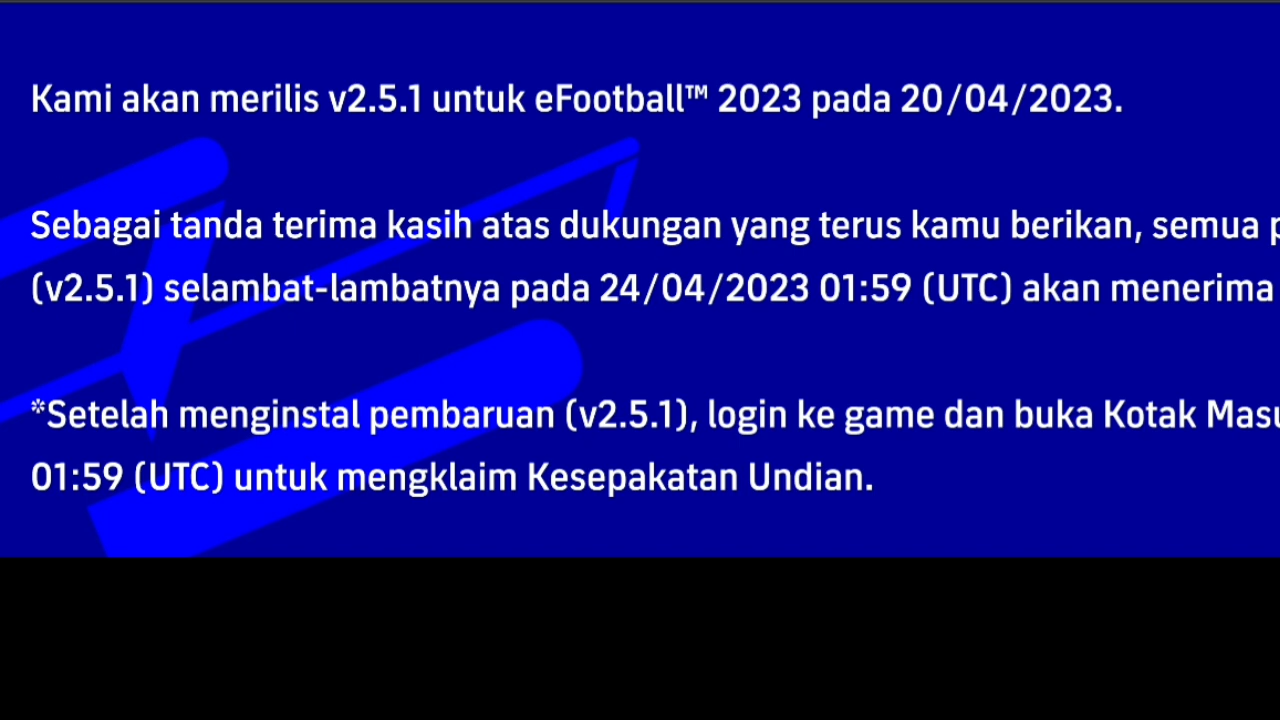 Kami akan merilis v2.5.1 untuk eFootball™ 2023 pada 20/04/2023.
Sebagai tanda terima kasih atas dukungan yang terus kamu berikan, semua
(v2.5.1) selambat-lambatnya pada 24/04/2023 01:59 (UTC) akan menerima
*Setelah menginstal pembaruan (v2.5.1), login ke game dan buka Kotak
01:59 (UTC) untuk mengklaim Kesepakatan Undian.